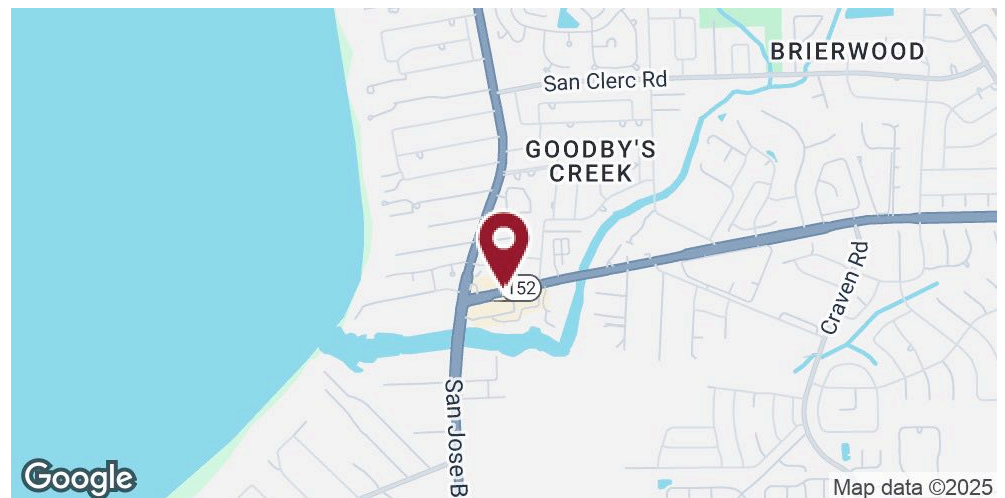 BRIERWOOD
San Clerc Rd
GOODBY'S
CREEK
152
Craven Rd
San Jose B
Google
Map data ©2025